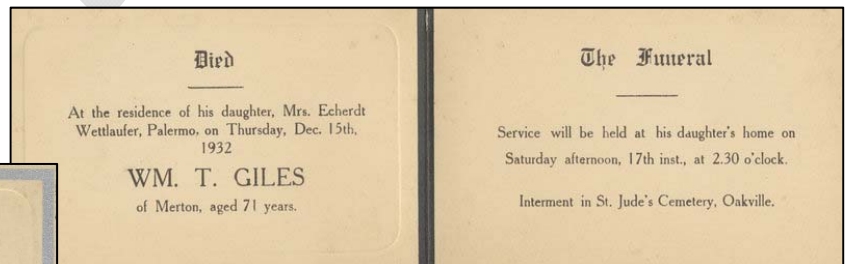 Died
At the residence of his daughter, Mrs. Echerdt
Wettlaufer, Palermo, on Thursday, Dec. 15th,
1932
WM. T. GILES
of Merton, aged 71 years.
The Funeral
Service will be held at his daughter's home on
Saturday afternoon, 17th inst., at 2.30 o'clock.
Interment in St. Jude's Cemetery, Oakville.